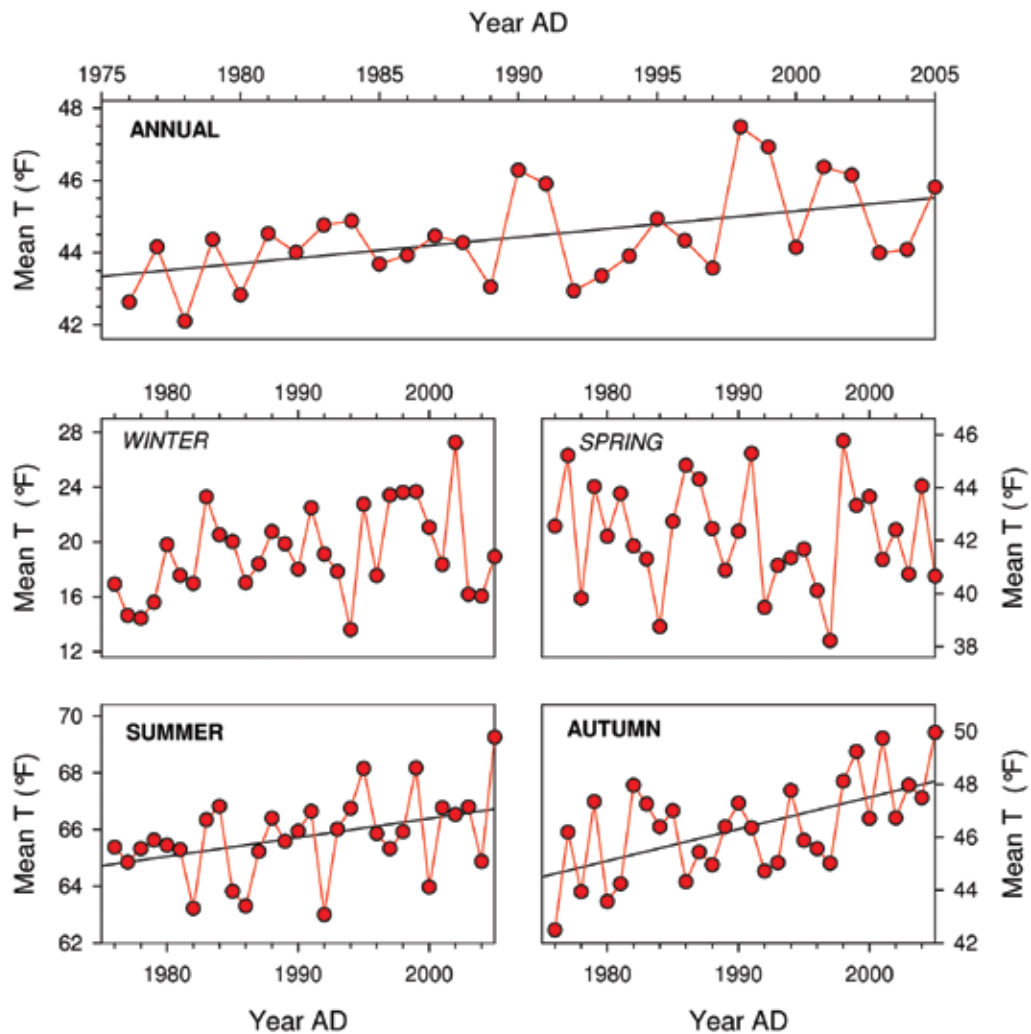 Year AD
1975 1980 1985 1990 1995 2000 2005
ANNUAL
Mean T (°F)
48
46
44
42
1980 1990 2000
WINTER
Mean T (°F)
28
24
20
16
12
1980 1990 2000
SPRING
Mean T (°F)
46
44
42
40
38
SUMMER
Mean T (°F)
70
68
66
64
62
1980 1990 2000
Year AD
AUTUMN
Mean T (°F)
50
48
46
44
42
1980 1990 2000
Year AD